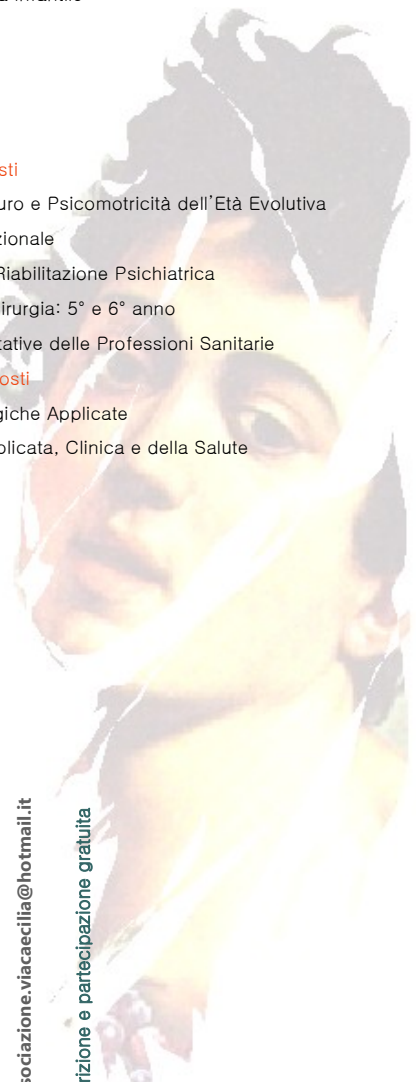 a Infantile
sti
uro e Psicomotricità dell'Età Evolutiva
zionale
Riabilitazione Psichiatrica
irurgia: 5° e 6° anno
tative delle Professioni Sanitarie
osti
giche Applicate
plicata, Clinica e della Salute
sociazione.viacaecilia@hotmail.it
rizione e partecipazione gratuita